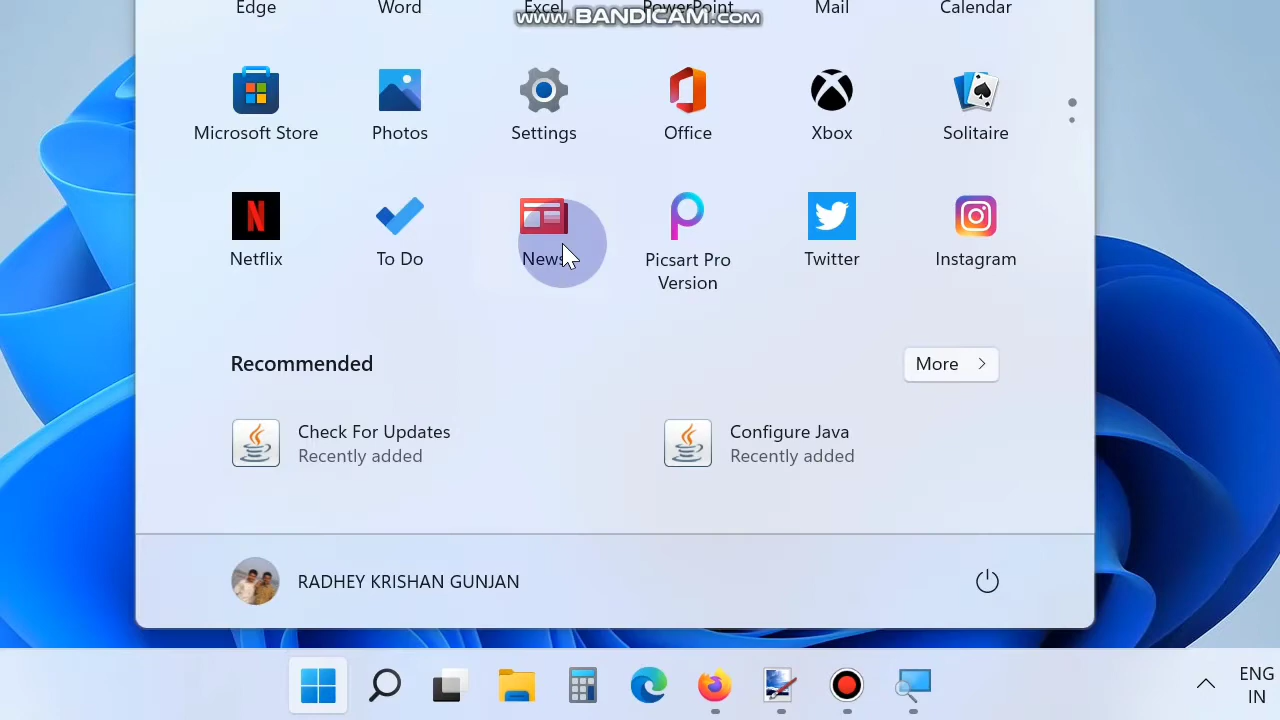 Edge Word Excel PowerPoint Mail Calendar
www.BANDICAM.com
Microsoft Store Photos Settings Office Xbox Solitaire
Netflix To Do News Picsart Pro Twitter Instagram
Version
Recommended More
Check For Updates Configure Java
Recently added Recently added
RADHEY KRISHAN GUNJAN
ENG
IN